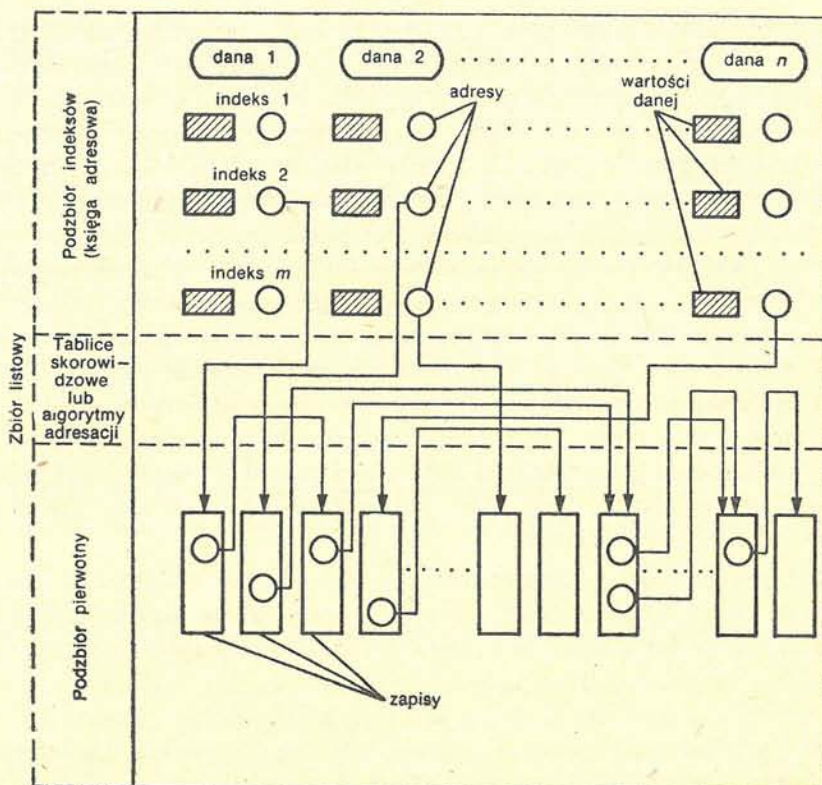 Zbiór listowy
Podzbiór indeksów
(księga adresowa)
dana 1
dana 2
dana n
indeks 1
adresy
wartości
danej
indeks 2
indeks m
Tablice
skorowi-
dzowe
lub
algorytmy
adresacji
Podzbiór pierwotny
zapisy